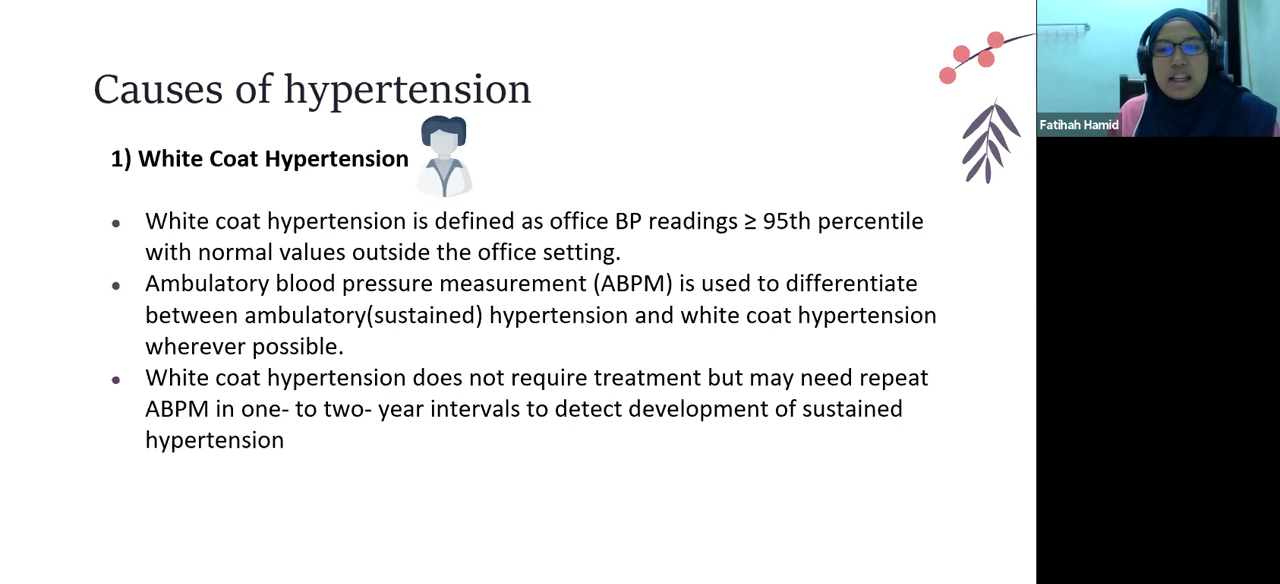 Causes of hypertension
1) White Coat Hypertension
• White coat hypertension is defined as office BP readings ≥ 95th percentile
with normal values outside the office setting.
• Ambulatory blood pressure measurement (ABPM) is used to differentiate
between ambulatory(sustained) hypertension and white coat hypertension
wherever possible.
• White coat hypertension does not require treatment but may need repeat
ABPM in one- to two- year intervals to detect development of sustained
hypertension
Fatihah Hamid